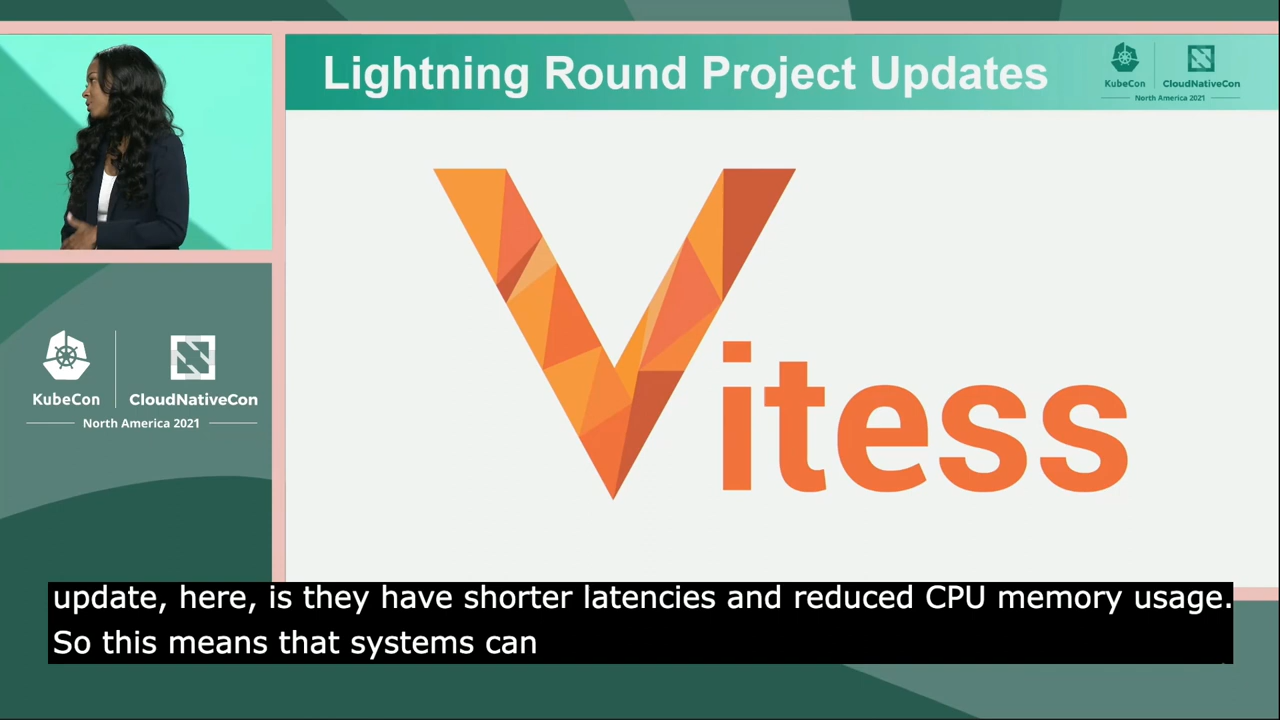 Lightning Round Project Updates
KubeCon
CloudNativeCon
North America 2021
Vitess
KubeCon
CloudNativeCon
North America 2021
update, here, is they have shorter latencies and reduced CPU memory usage.
So this means that systems can